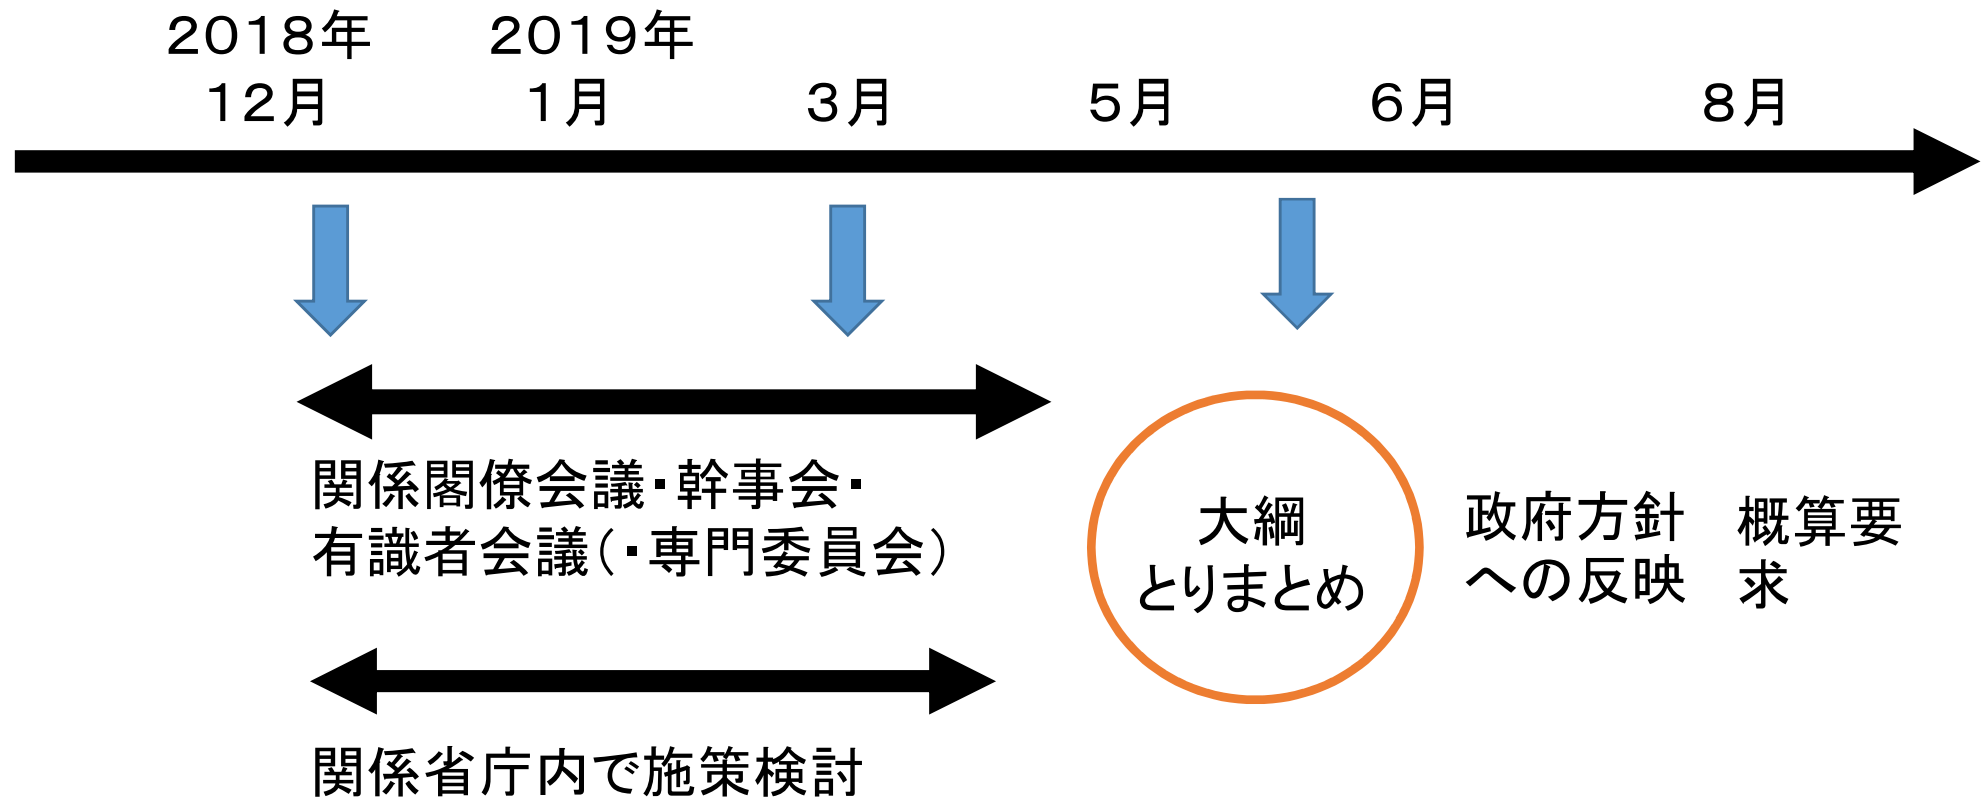 ２０１８年
１２月
２０１９年
１月
３月
５月
６月
８月
関係閣僚会議・幹事会・
有識者会議（・専門委員会）
大綱
とりまとめ
政府方針
への反映
概算要
求
関係省庁内で施策検討